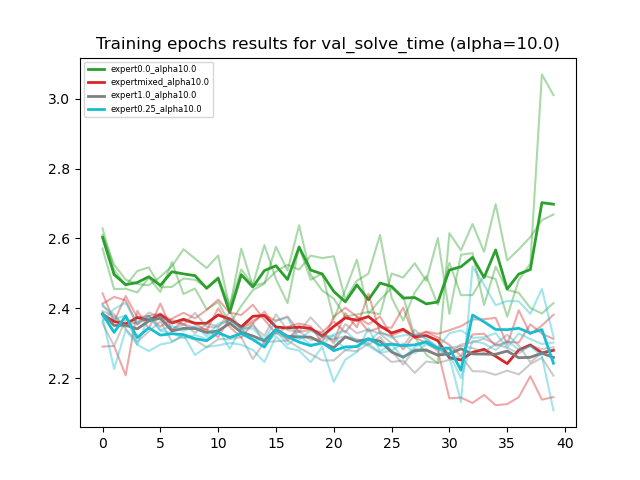 Training epochs results for val_solve_time (alpha=10.0)
expert0.0_alpha10.0
expertmixed_alpha10.0
expert1.0_alpha10.0
expert0.25_alpha10.0
3.0
2.8
2.6
2.4
2.2
0 5 10 15 20 25 30 35 40